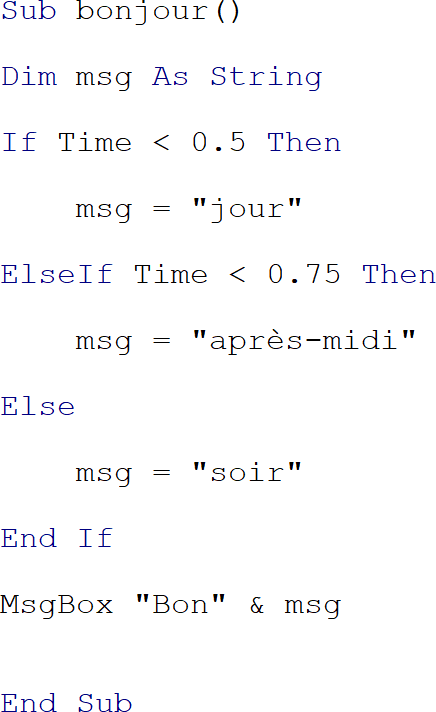 Sub bonjour()
Dim msg As String
If Time < 0.5 Then
    msg = "jour"
ElseIf Time < 0.75 Then
    msg = "après-midi"
Else
    msg = "soir"
End If
MsgBox "Bon" & msg
End Sub